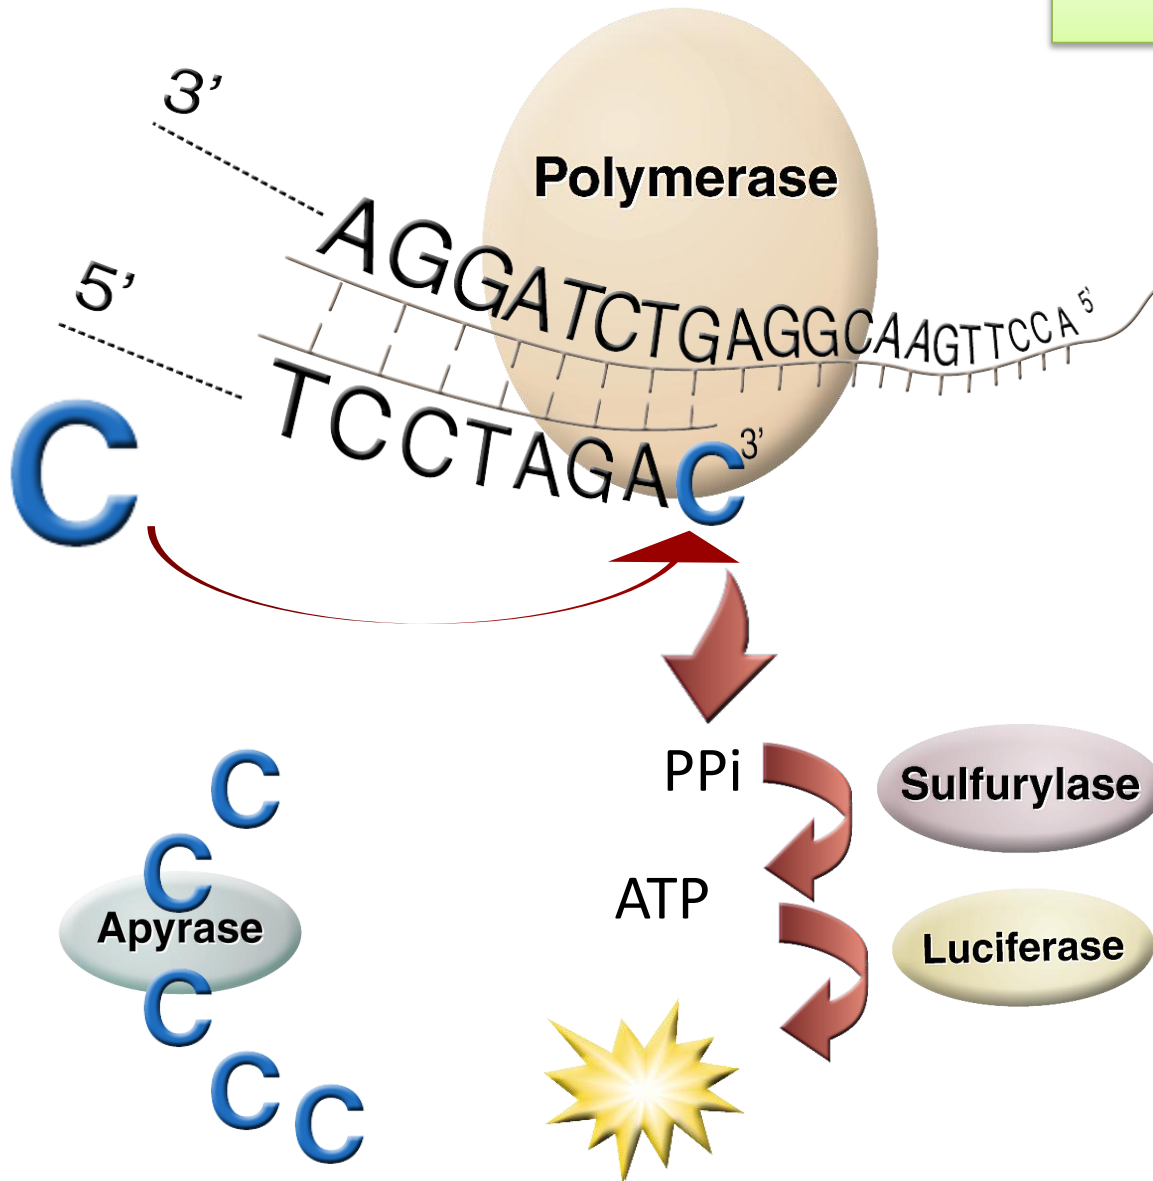 3’
Polymerase
AGGATCTGAGGCAAGTTCCA 5’
5’
TCCTAGAC 3’
C
PPi
Sulfurylase
C
C
ATP
Apyrase
Luciferase
C
C
C